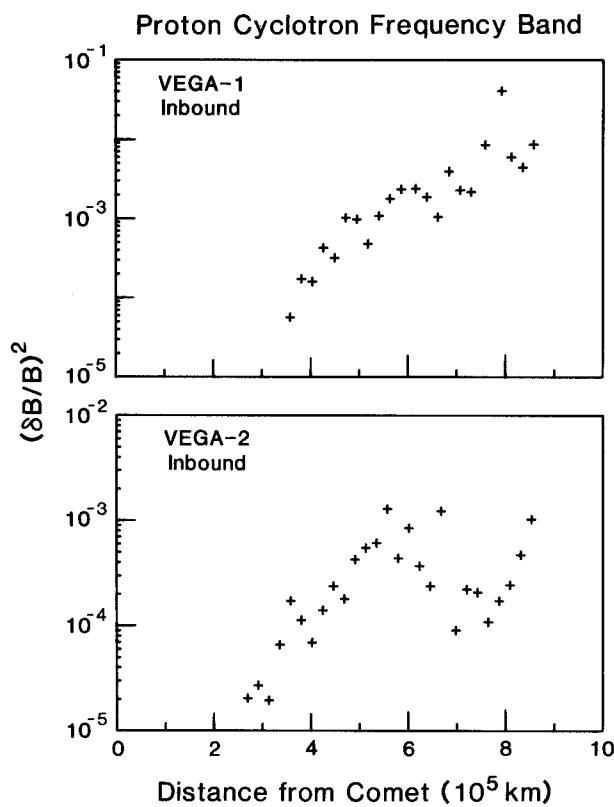 Proton Cyclotron Frequency Band
10⁻¹
VEGA-1
Inbound
10⁻³
10⁻⁵
(δB/B)²
10⁻²
VEGA-2
Inbound
10⁻³
10⁻⁴
10⁻⁵
0 2 4 6 8 10
Distance from Comet (10⁵ km)